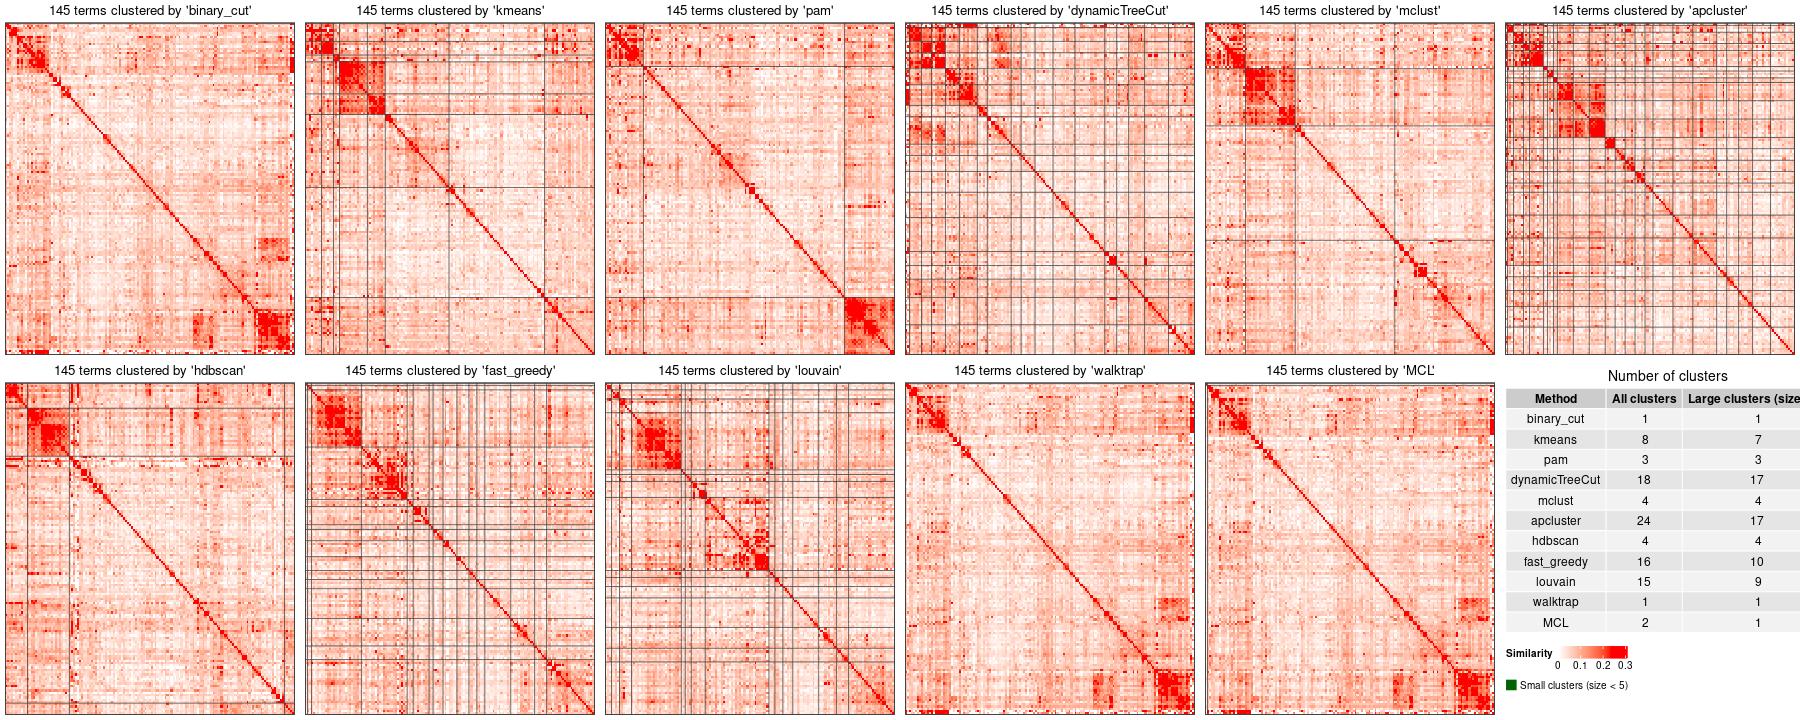 145 terms clustered by 'binary_cut'
145 terms clustered by 'kmeans'
145 terms clustered by 'pam'
145 terms clustered by 'dynamicTreeCut'
145 terms clustered by 'mclust'
145 terms clustered by 'apcluster'
145 terms clustered by 'hdbscan'
145 terms clustered by 'fast_greedy'
145 terms clustered by 'louvain'
145 terms clustered by 'walktrap'
145 terms clustered by 'MCL'
Number of clusters
Method All clusters Large clusters (size
binary_cut 1 1
kmeans 8 7
pam 3 3
dynamicTreeCut 18 17
mclust 4 4
apcluster 24 17
hdbscan 4 4
fast_greedy 16 10
louvain 15 9
walktrap 1 1
MCL 2 1
Similarity
0 0.1 0.2 0.3
Small clusters (size < 5)